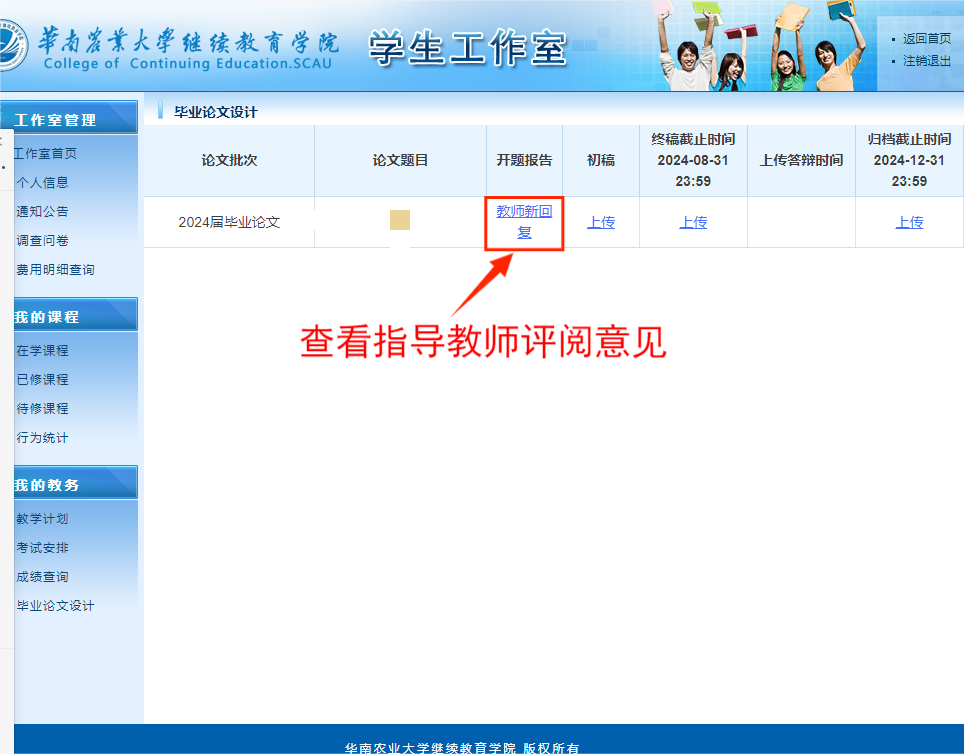 華南农業大學继续教育学院
College of Continuing Education.SCAU
学生工作室
返回首页
注销退出
工作室管理
工作室首页
个人信息
通知公告
调查问卷
费用明细查询
我的课程
在学课程
已修课程
待修课程
行为统计
我的教务
教学计划
考试安排
成绩查询
毕业论文设计
毕业论文设计
论文批次
论文题目
开题报告
初稿
终稿截止时间
2024-08-31
23:59
上传答辩时间
归档截止时间
2024-12-31
23:59
2024届毕业论文
教师新回
复
上传
上传
上传
查看指导教师评阅意见
华南农业大学继续教育学院 版权所有